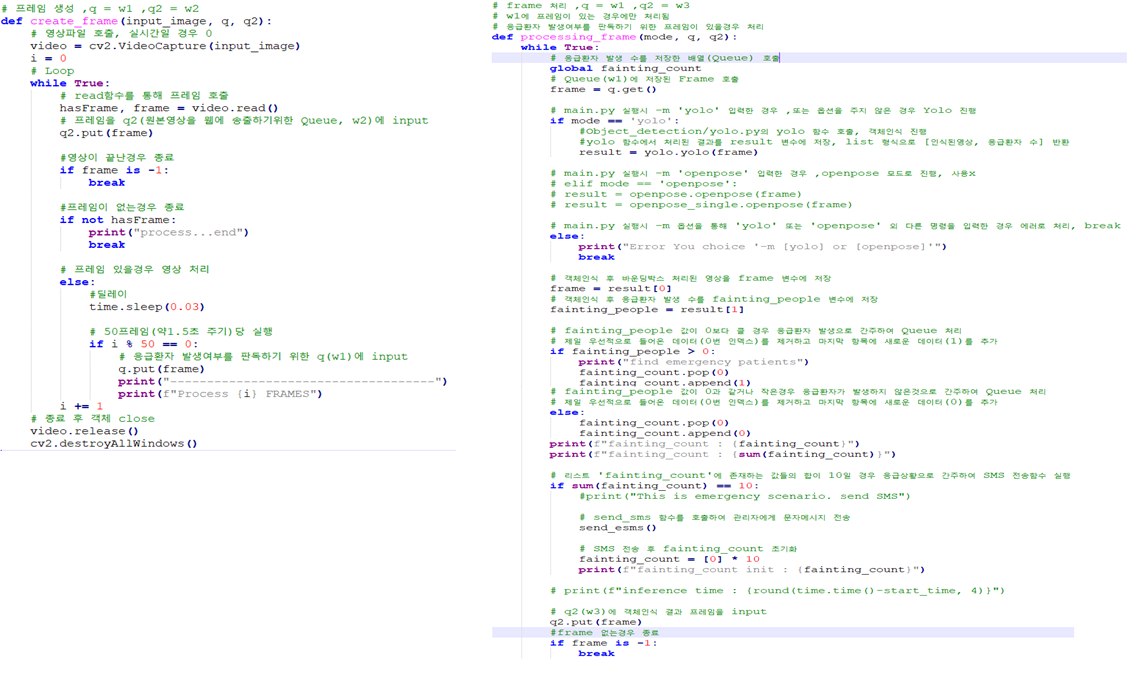 # 프레임 생성 ,q = w1 ,q2 = w2
def create_frame(input_image, q, q2):
    # 영상파일 호출, 실시간일 경우 0
    video = cv2.VideoCapture(input_image)
    i = 0
    # Loop
    while True:
        # read함수를 통해 프레임 호출
        hasFrame, frame = video.read()
        # 프레임을 q2(원본영상을 웹에 송출하기위한 Queue, w2)에 input
        q2.put(frame)

        #영상이 끝난경우 종료
        if frame is -1:
            break

        #프레임이 없는경우 종료
        if not hasFrame:
            print("process...end")
            break

        # 프레임 있을경우 영상 처리
        else:
            #딜레이
            time.sleep(0.03)

            # 50프레임(약1.5초 주기)당 실행
            if i % 50 == 0:
                # 응급환자 발생여부를 판독하기 위한 q(w1)에 input
                q.put(frame)
                print("------------------------------------")
                print(f"Process {i} FRAMES")
        i += 1
    # 종료 후 객체 close
    video.release()
    cv2.destroyAllWindows()
# frame 처리 ,q = w1 ,q2 = w3
# w1에 프레임이 있는 경우에만 처리됨
# 응급환자 발생여부를 판독하기 위한 프레임이 있을경우 처리
def processing_frame(mode, q, q2):
    while True:
        # 응급환자 발생 수를 저장한 배열(Queue) 호출
        global fainting_count
        # Queue(w1)에 저장된 Frame 호출
        frame = q.get()

        # main.py 실행시 -m 'yolo' 입력한 경우 ,또는 옵션을 주지 않은 경우 Yolo 진행
        if mode == 'yolo':
            #Object_detection/yolo.py의 yolo 함수 호출, 객체인식 진행
            #yolo 함수에서 처리된 결과를 result 변수에 저장, list 형식으로 [인식된영상, 응급환자 수] 반환
            result = yolo.yolo(frame)

        # main.py 실행시 -m 'openpose' 입력한 경우 ,openpose 모드로 진행, 사용x
        # elif mode == 'openpose':
        # result = openpose.openpose(frame)
        # result = openpose_single.openpose(frame)

        # main.py 실행시 -m 옵션을 통해 'yolo' 또는 'openpose' 외 다른 명령을 입력한 경우 에러로 처리, break
        else:
            print("Error You choice '-m [yolo] or [openpose]'")
            break

        # 객체인식 후 바운딩박스 처리된 영상을 frame 변수에 저장
        frame = result[0]
        # 객체인식 후 응급환자 발생 수를 fainting_people 변수에 저장
        fainting_people = result[1]

        # fainting_people 값이 0보다 클 경우 응급환자 발생으로 간주하여 Queue 처리
        # 제일 우선적으로 들어온 데이터(0번 인덱스)를 제거하고 마지막 항목에 새로운 데이터(1)를 추가
        if fainting_people > 0:
            print("find emergency patients")
            fainting_count.pop(0)
            fainting_count.append(1)
        # fainting_people 값이 0과 같거나 작은경우 응급환자가 발생하지 않은것으로 간주하여 Queue 처리
        # 제일 우선적으로 들어온 데이터(0번 인덱스)를 제거하고 마지막 항목에 새로운 데이터(0)를 추가
        else:
            fainting_count.pop(0)
            fainting_count.append(0)
        print(f"fainting_count : {fainting_count}")
        print(f"fainting_count : {sum(fainting_count)}")

        # 리스트 'fainting_count'에 존재하는 값들의 합이 10일 경우 응급상황으로 간주하여 SMS 전송함수 실행
        if sum(fainting_count) == 10:
            #print("This is emergency scenario. send SMS")

            # send_sms 함수를 호출하여 관리자에게 문자메시지 전송
            send_esms()

            # SMS 전송 후 fainting_count 초기화
            fainting_count = [0] * 10
            print(f"fainting_count init : {fainting_count}")

        # print(f"inference time : {round(time.time()-start_time, 4)}")

        # q2(w3)에 객체인식 결과 프레임을 input
        q2.put(frame)
        #frame 없는경우 종료
        if frame is -1:
            break